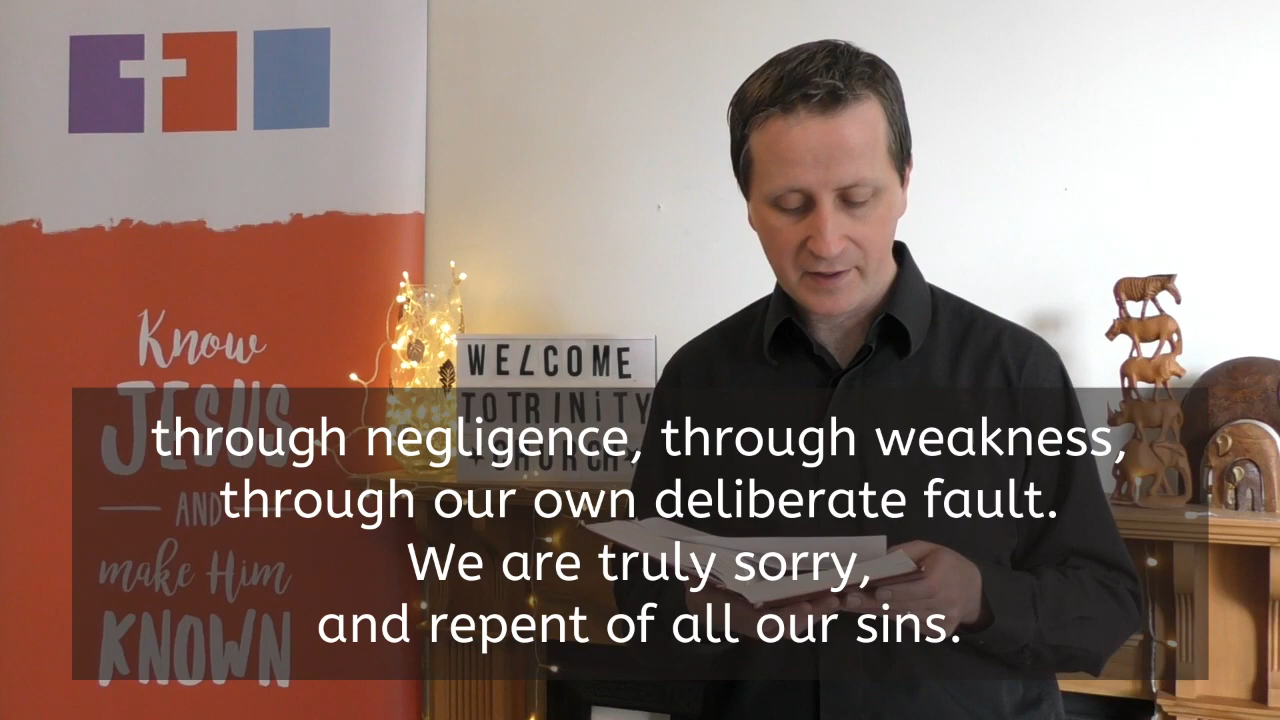 Know
JESUS
AND
make Him
KNOWN
WELCOME
TO TRINITY
CHURCH
through negligence, through weakness,
through our own deliberate fault.
We are truly sorry,
and repent of all our sins.